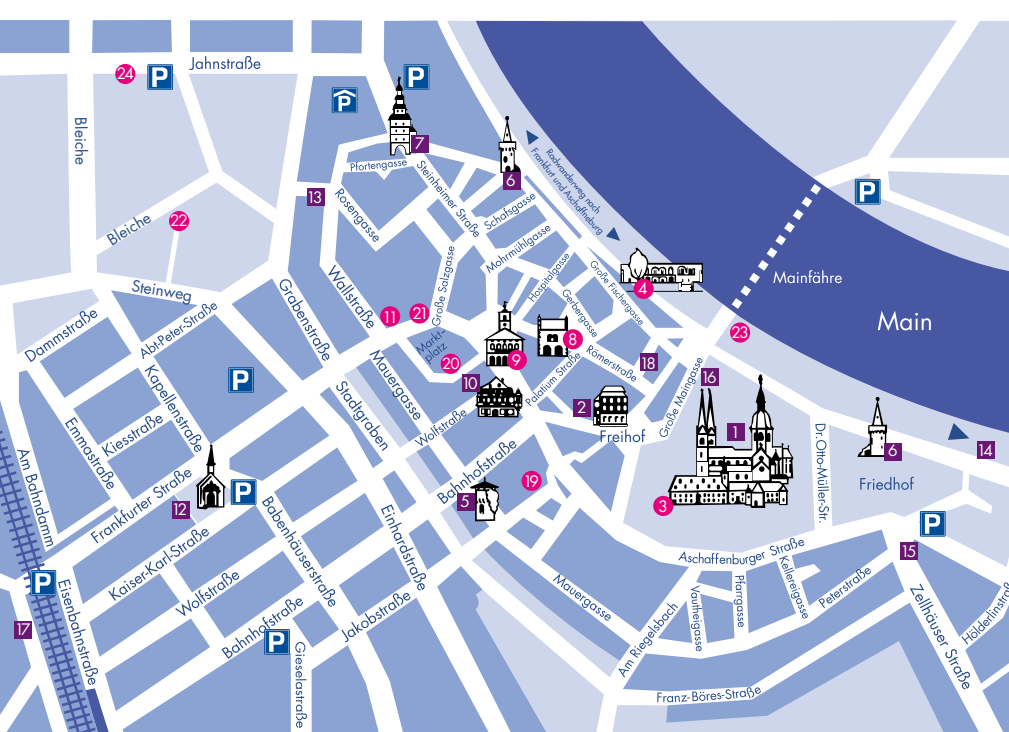 Jahnstraße
24
P
P
P
Bleiche
7
Pfortengasse
6
Radwanderweg nach
Frankfurt und Aschaffneburg
Steinheimer Straße
13
Rosengasse
P
22
Bleiche
Schafsgasse
Mohrmühlgasse
Große Salzgasse
Hospitalgasse
Große Fischergasse
4
Mainfähre
Main
Steinweg
Wallstraße
Grabenstraße
Gerbergasse
11
21
Markt-
platz
8
9
20
23
Dammstraße
Abt-Peter-Straße
Römerstraße
18
16
10
Palatium Straße
Große Maingasse
P
Kapellenstraße
Mauergasse
Stadtgraben
Wolfstraße
2
Freihof
1
Kiesstraße
Emmastraße
Dr.Otto-Müller-Str.
6
14
Friedhof
Am Bahndamm
Frankfurter Straße
12
P
Bahnhofstraße
5
19
3
P
Babenhäuserstraße
Einhardstraße
Kaiser-Karl-Straße
Aschaffenburger Straße
15
P
Eisenbahnstraße
Wolfstraße
Mauergasse
Vautheigasse
Pfarrgasse
Kellereigasse
Peterstraße
Zellhäuser Straße
Hölderlinstraß
17
Bahnhofstraße
Jakobstraße
Am Riegelsbach
P
Gieselastraße
Franz-Böres-Straße